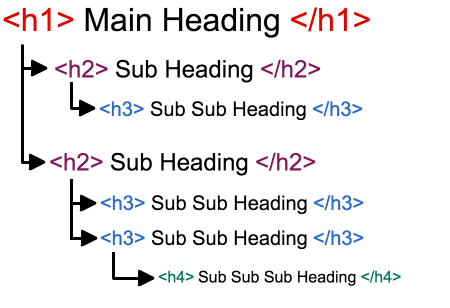 <h1> Main Heading </h1>
<h2> Sub Heading </h2>
<h3> Sub Sub Heading </h3>
<h2> Sub Heading </h2>
<h3> Sub Sub Heading </h3>
<h3> Sub Sub Heading </h3>
<h4> Sub Sub Sub Heading </h4>